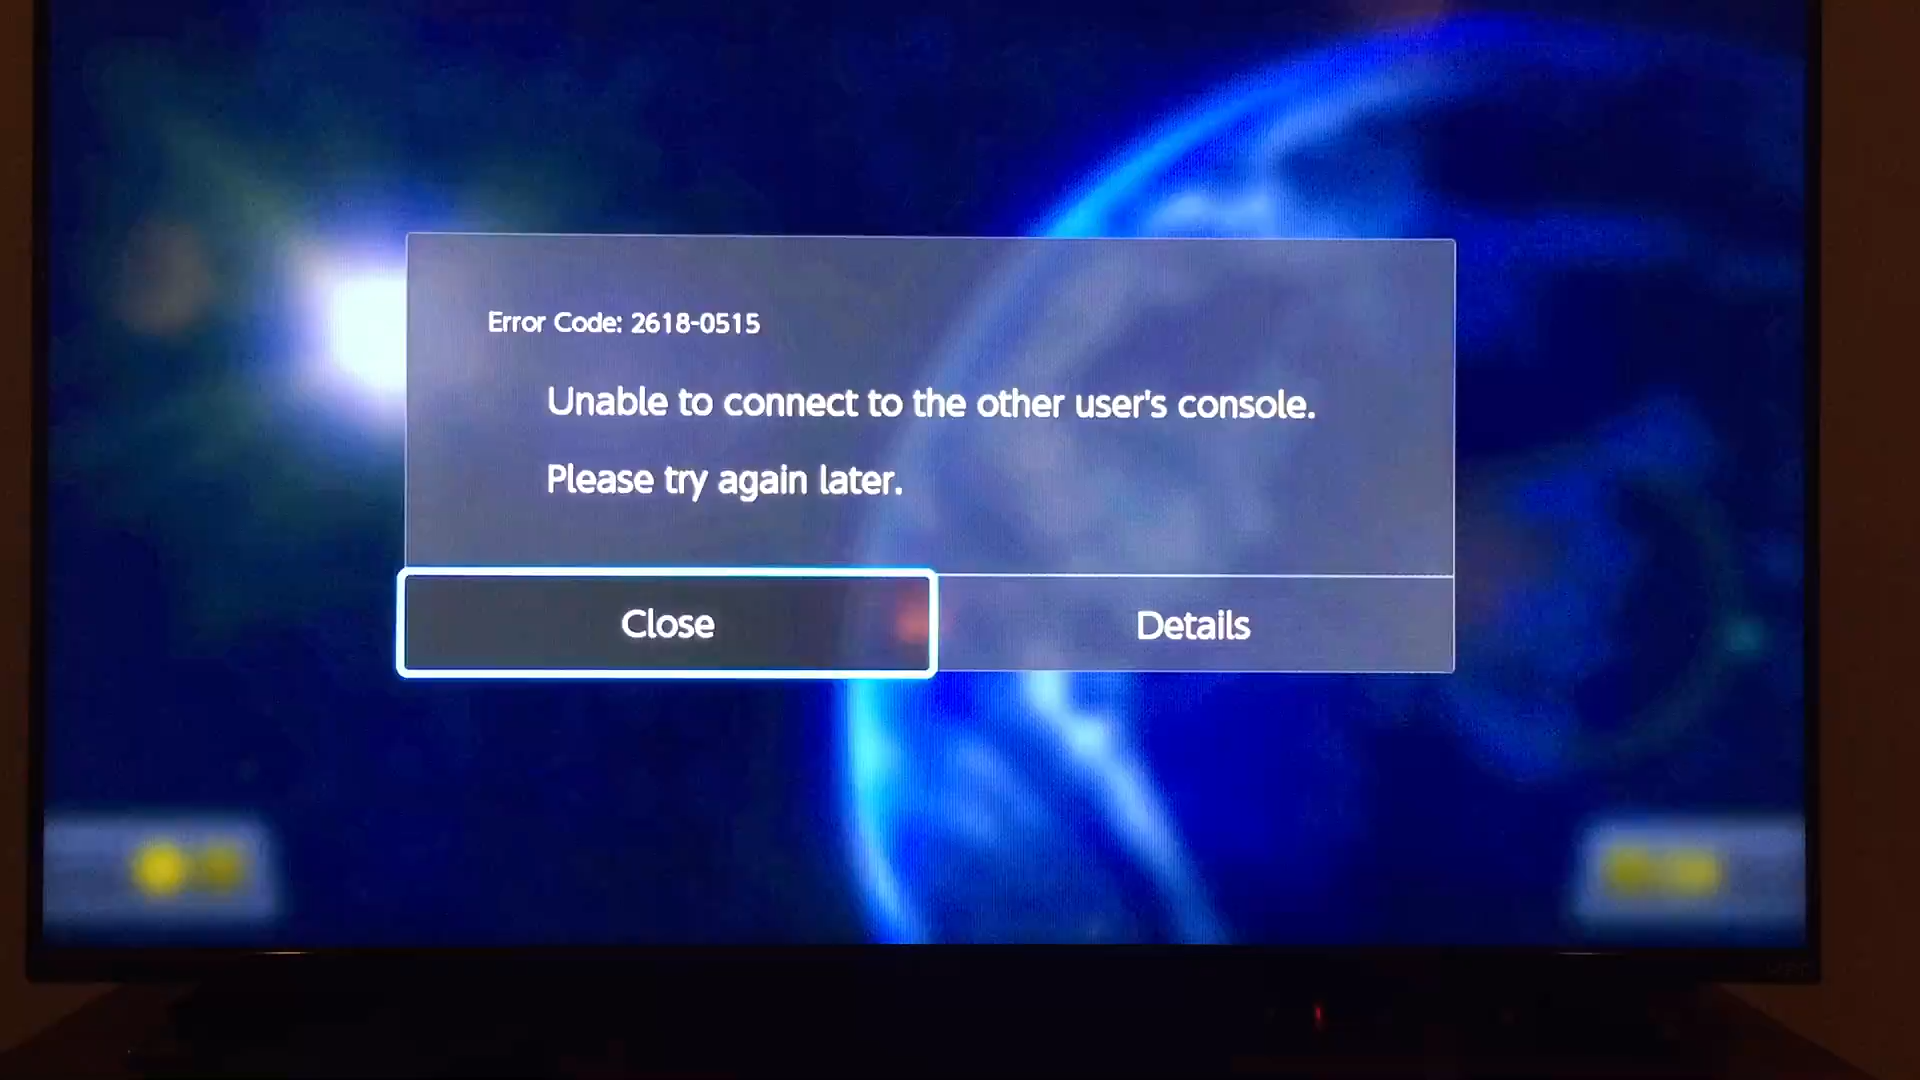 Error Code: 2618-0515
Unable to connect to the other user's console.
Please try again later.
Close
Details